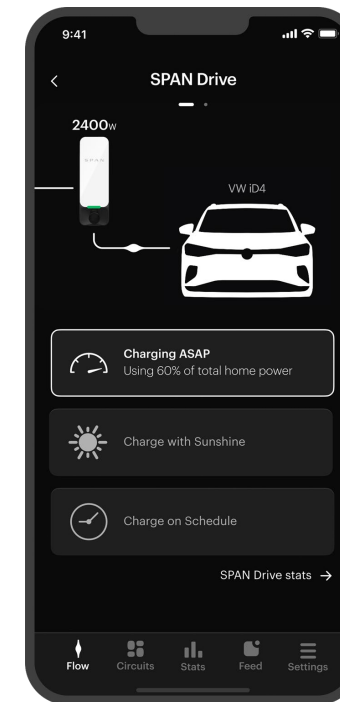 9:41
SPAN Drive
2400w
SPAN
VW iD4
Charging ASAP
Using 60% of total home power
Charge with Sunshine
Charge on Schedule
SPAN Drive stats →
Flow
Circuits
Stats
Feed
Settings